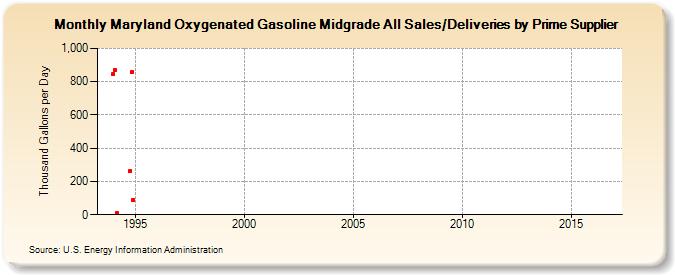 Monthly Maryland Oxygenated Gasoline Midgrade All Sales/Deliveries by Prime Supplier
Thousand Gallons per Day
1,000
800
600
400
200
0
1995 2000 2005 2010 2015
Source: U.S. Energy Information Administration